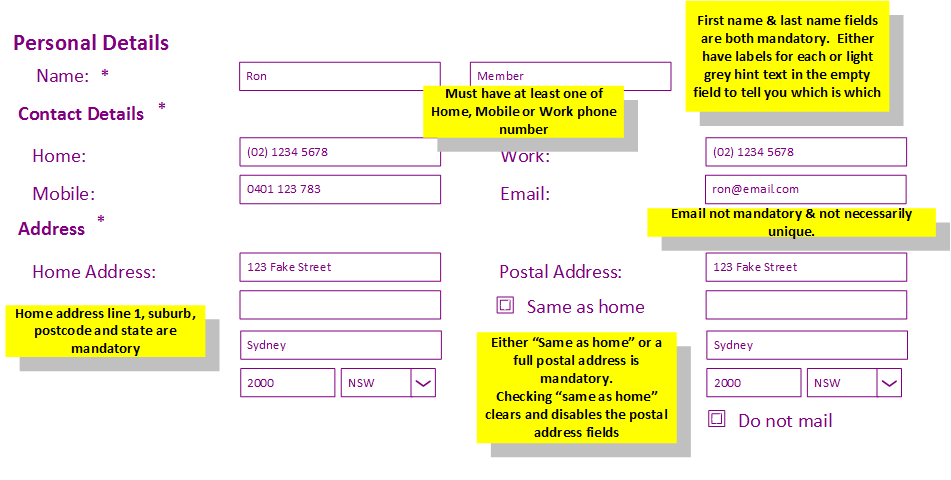 First name & last name fields
are both mandatory.  Either
have labels for each or light
grey hint text in the empty
field to tell you which is which
Personal Details
Name: *
Ron
Member
Must have at least one of
Home, Mobile or Work phone
number
Contact Details *
Home:
(02) 1234 5678
Work:
(02) 1234 5678
Mobile:
0401 123 783
Email:
ron@email.com
Email not mandatory & not necessarily
unique.
Address *
Home Address:
123 Fake Street
Postal Address:
123 Fake Street
Same as home
Home address line 1, suburb,
postcode and state are
mandatory
Sydney
Either “Same as home” or a
full postal address is
mandatory.
Checking “same as home”
clears and disables the postal
address fields
Sydney
2000
NSW
2000
NSW
Do not mail